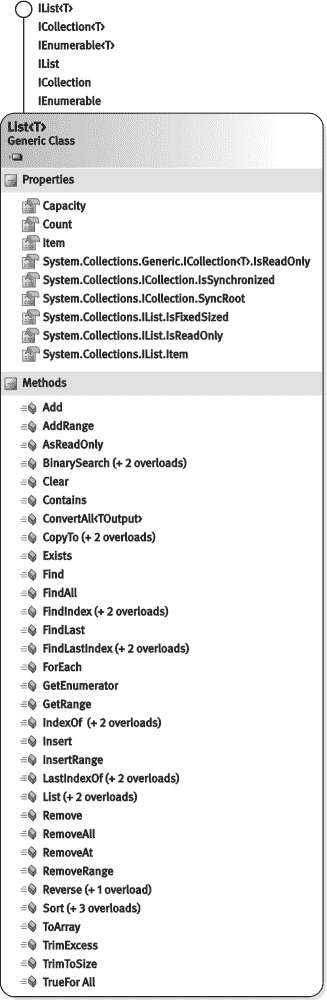 IList<T>
ICollection<T>
IEnumerable<T>
IList
ICollection
IEnumerable
List<T>
Generic Class
Properties
Capacity
Count
Item
System.Collections.Generic.ICollection<T>.IsReadOnly
System.Collections.ICollection.IsSynchronized
System.Collections.ICollection.SyncRoot
System.Collections.IList.IsFixedSized
System.Collections.IList.IsReadOnly
System.Collections.IList.Item
Methods
Add
AddRange
AsReadOnly
BinarySearch (+ 2 overloads)
Clear
Contains
ConvertAll<TOutput>
CopyTo (+ 2 overloads)
Exists
Find
FindAll
FindIndex (+ 2 overloads)
FindLast
FindLastIndex (+ 2 overloads)
ForEach
GetEnumerator
GetRange
IndexOf (+ 2 overloads)
Insert
InsertRange
LastIndexOf (+ 2 overloads)
List (+ 2 overloads)
Remove
RemoveAll
RemoveAt
RemoveRange
Reverse (+ 1 overload)
Sort (+ 3 overloads)
ToArray
TrimExcess
TrimToSize
TrueFor All